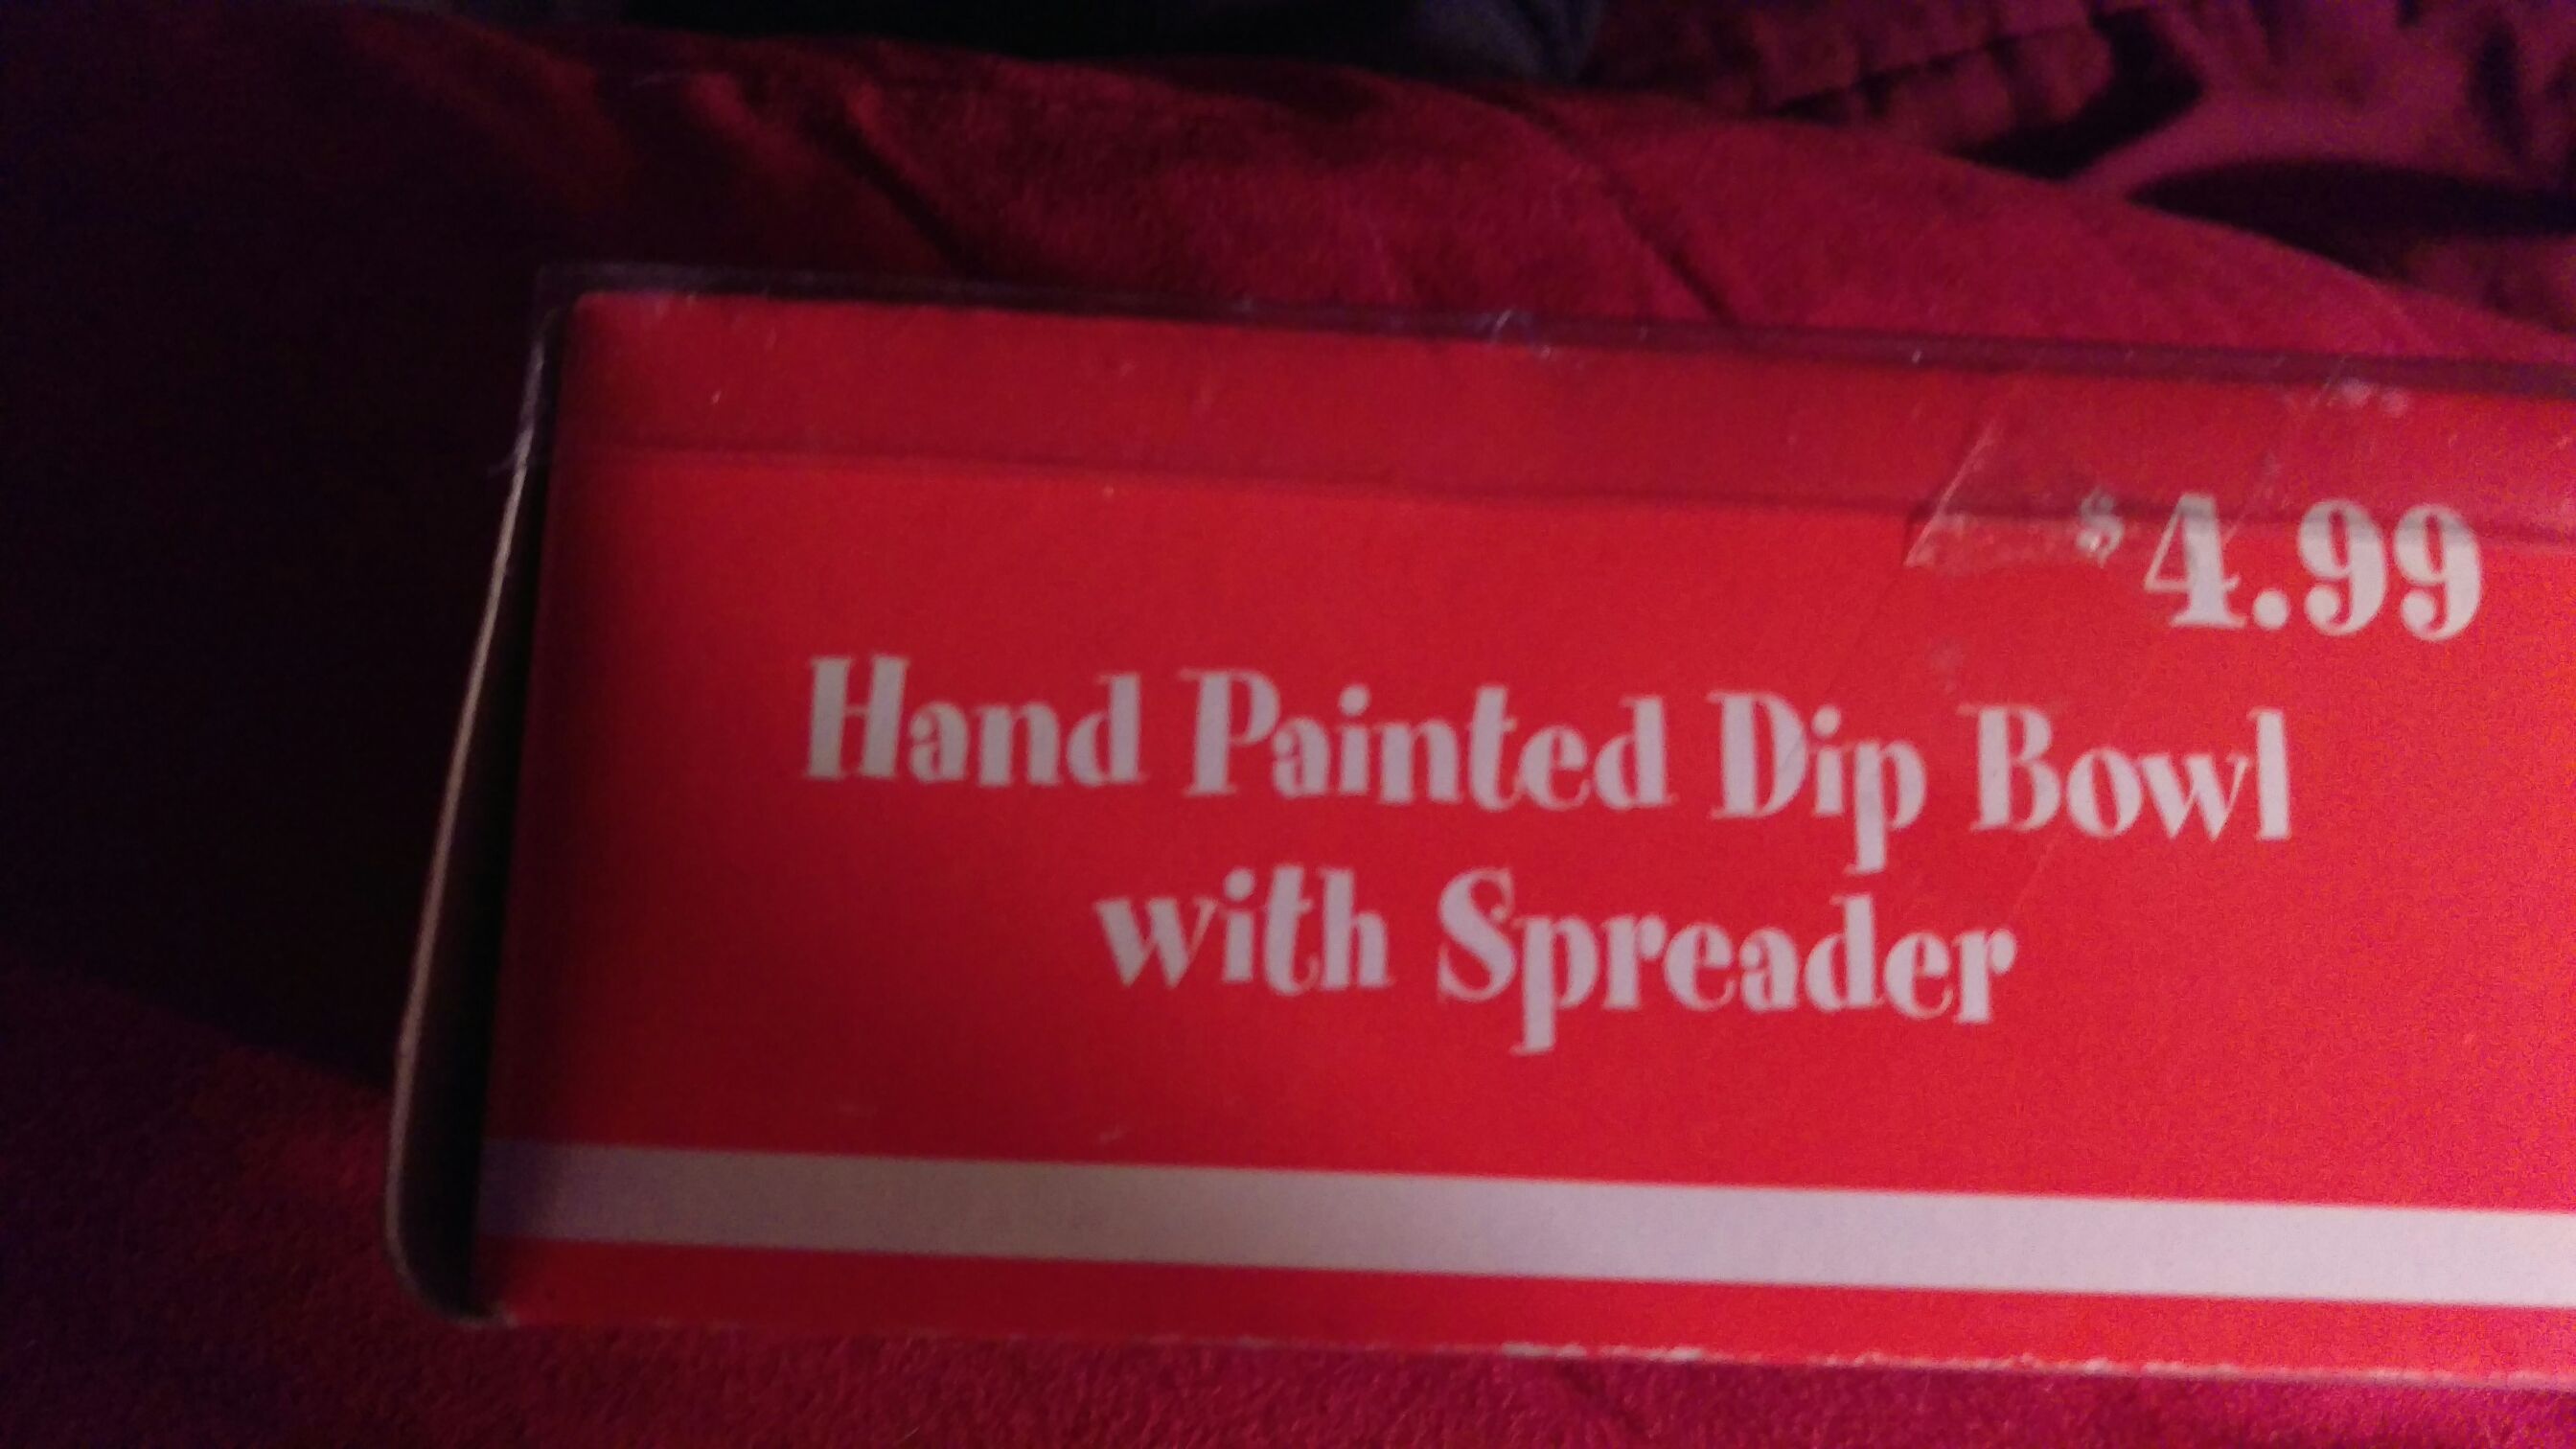 $4.99
Hand Painted Dip Bowl
with Spreader